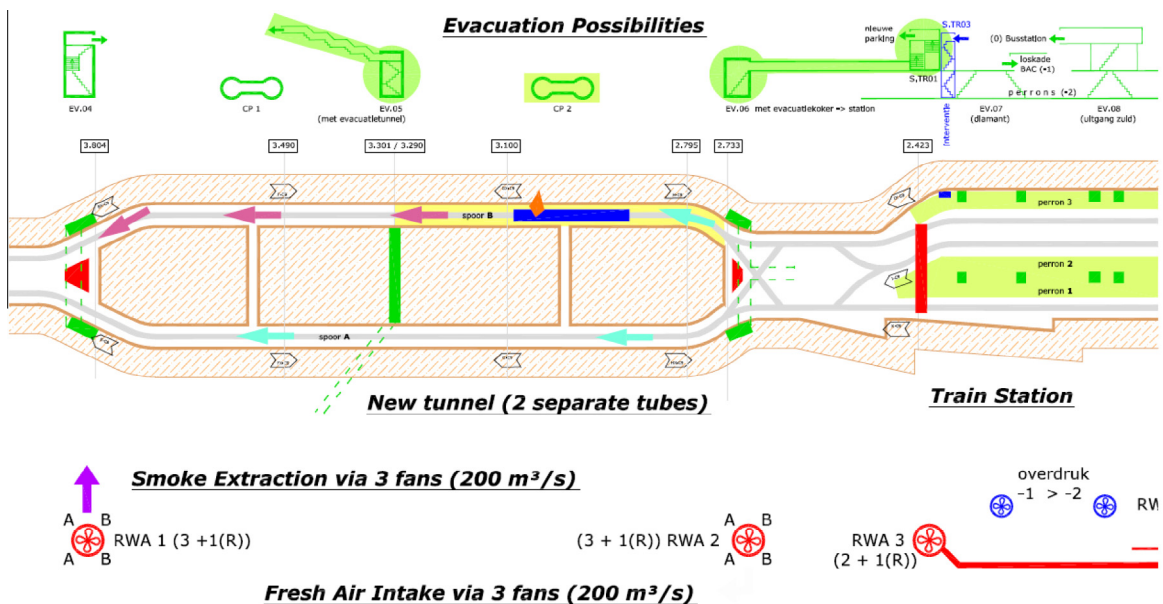 Evacuation Possibilities
nieuwe
parking
S.TR03
(0) Busstation
loskade
BAC (-1)
S.TR01
perrons (-2)
EV.04
CP 1
EV.05
(met evacuatietunnel)
CP 2
EV.06 met evacuatiekoker => station
Interventie
EV.07
(diamant)
EV.08
(uitgang zuid)
3.804
3.490
3.301 / 3.290
3.100
2.795
2.733
2.423
spoor B
perron 3
perron 2
perron 1
spoor A
New tunnel (2 separate tubes)
Train Station
Smoke Extraction via 3 fans (200 m³/s)
overdruk
-1 > -2
A B
RWA 1 (3 +1(R))
A B
A B
(3 + 1(R)) RWA 2
A B
RWA 3
(2 + 1(R))
RW
Fresh Air Intake via 3 fans (200 m³/s)